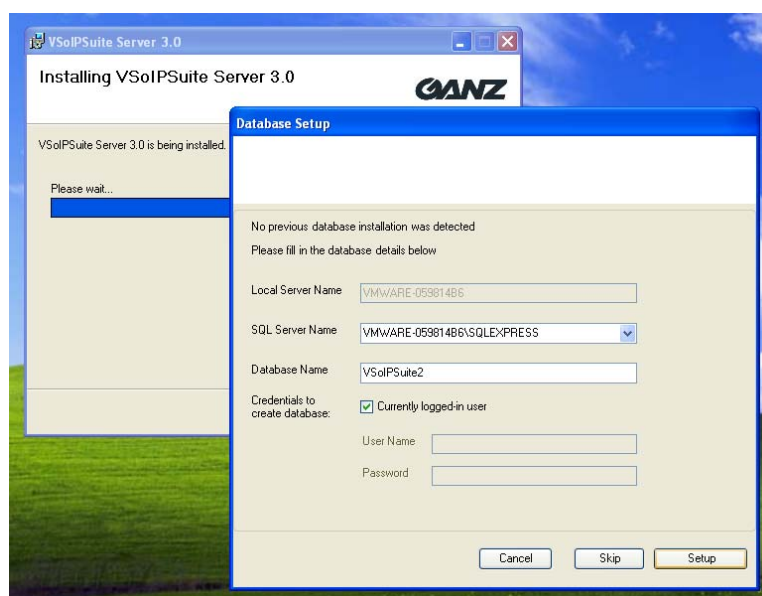 VSoIPSuite Server 3.0
Installing VSoIPSuite Server 3.0
GANZ
VSoIPSuite Server 3.0 is being installed.
Please wait...
Database Setup
No previous database installation was detected
Please fill in the database details below
Local Server Name
VMWARE-059814B6
SQL Server Name
VMWARE-059814B6\SQLEXPRESS
Database Name
VSoIPSuite2
Credentials to
create database:
Currently logged-in user
User Name
Password
Cancel
Skip
Setup